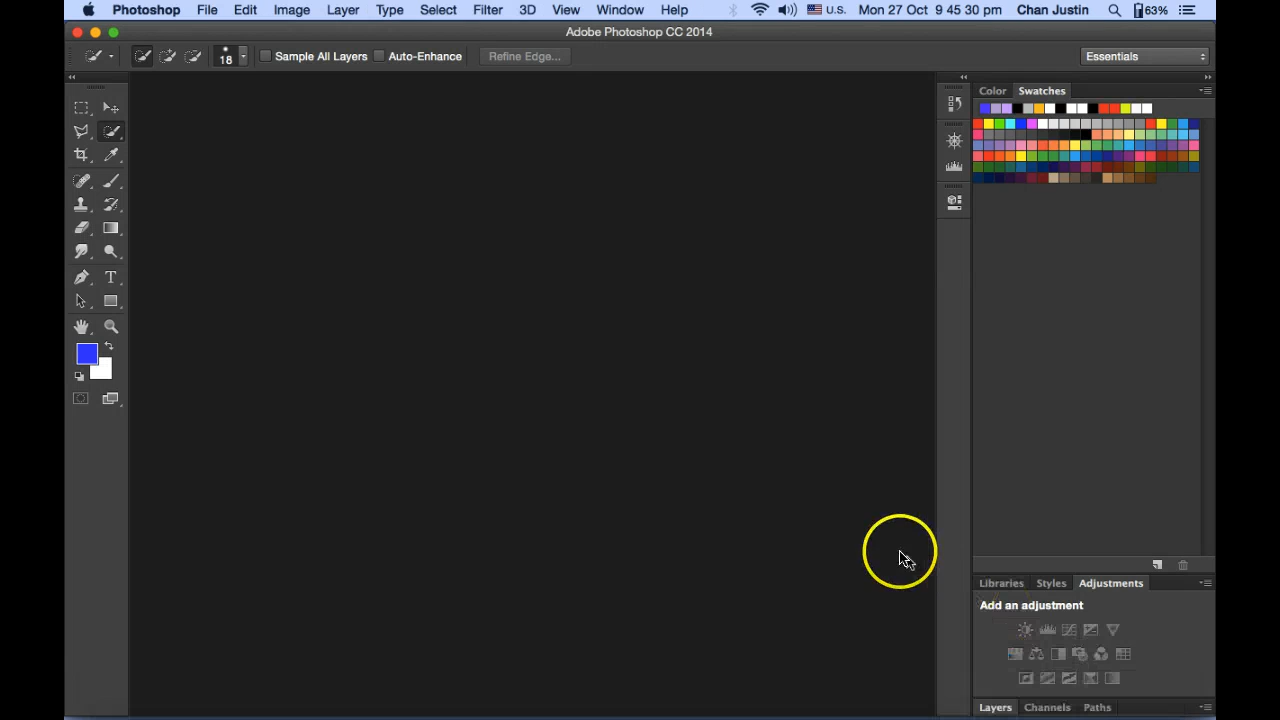 Photoshop File Edit Image Layer Type Select Filter 3D View Window Help U.S. Mon 27 Oct 9 45 30 pm Chan Justin 63%
Adobe Photoshop CC 2014
18 Sample All Layers Auto-Enhance Refine Edge... Essentials
Color Swatches
T
Libraries Styles Adjustments
Add an adjustment
Layers Channels Paths